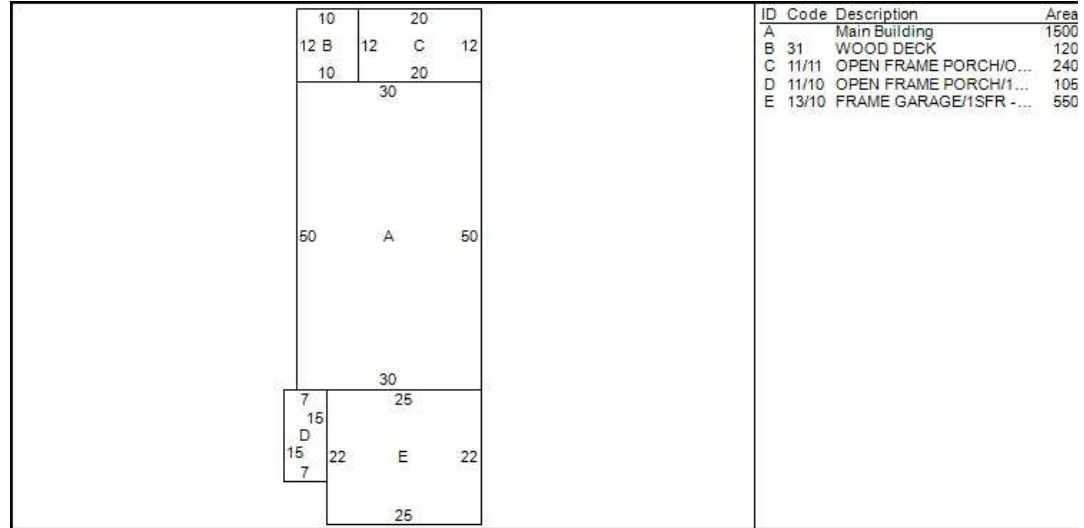 10 20
12 B 12 C 12
10 20
30
50 A 50
30
7 25
15
D
15 22 E 22
7
25
ID Code Description Area
A Main Building 1500
B 31 WOOD DECK 120
C 11/11 OPEN FRAME PORCH/O... 240
D 11/10 OPEN FRAME PORCH/1... 105
E 13/10 FRAME GARAGE/1SFR -... 550